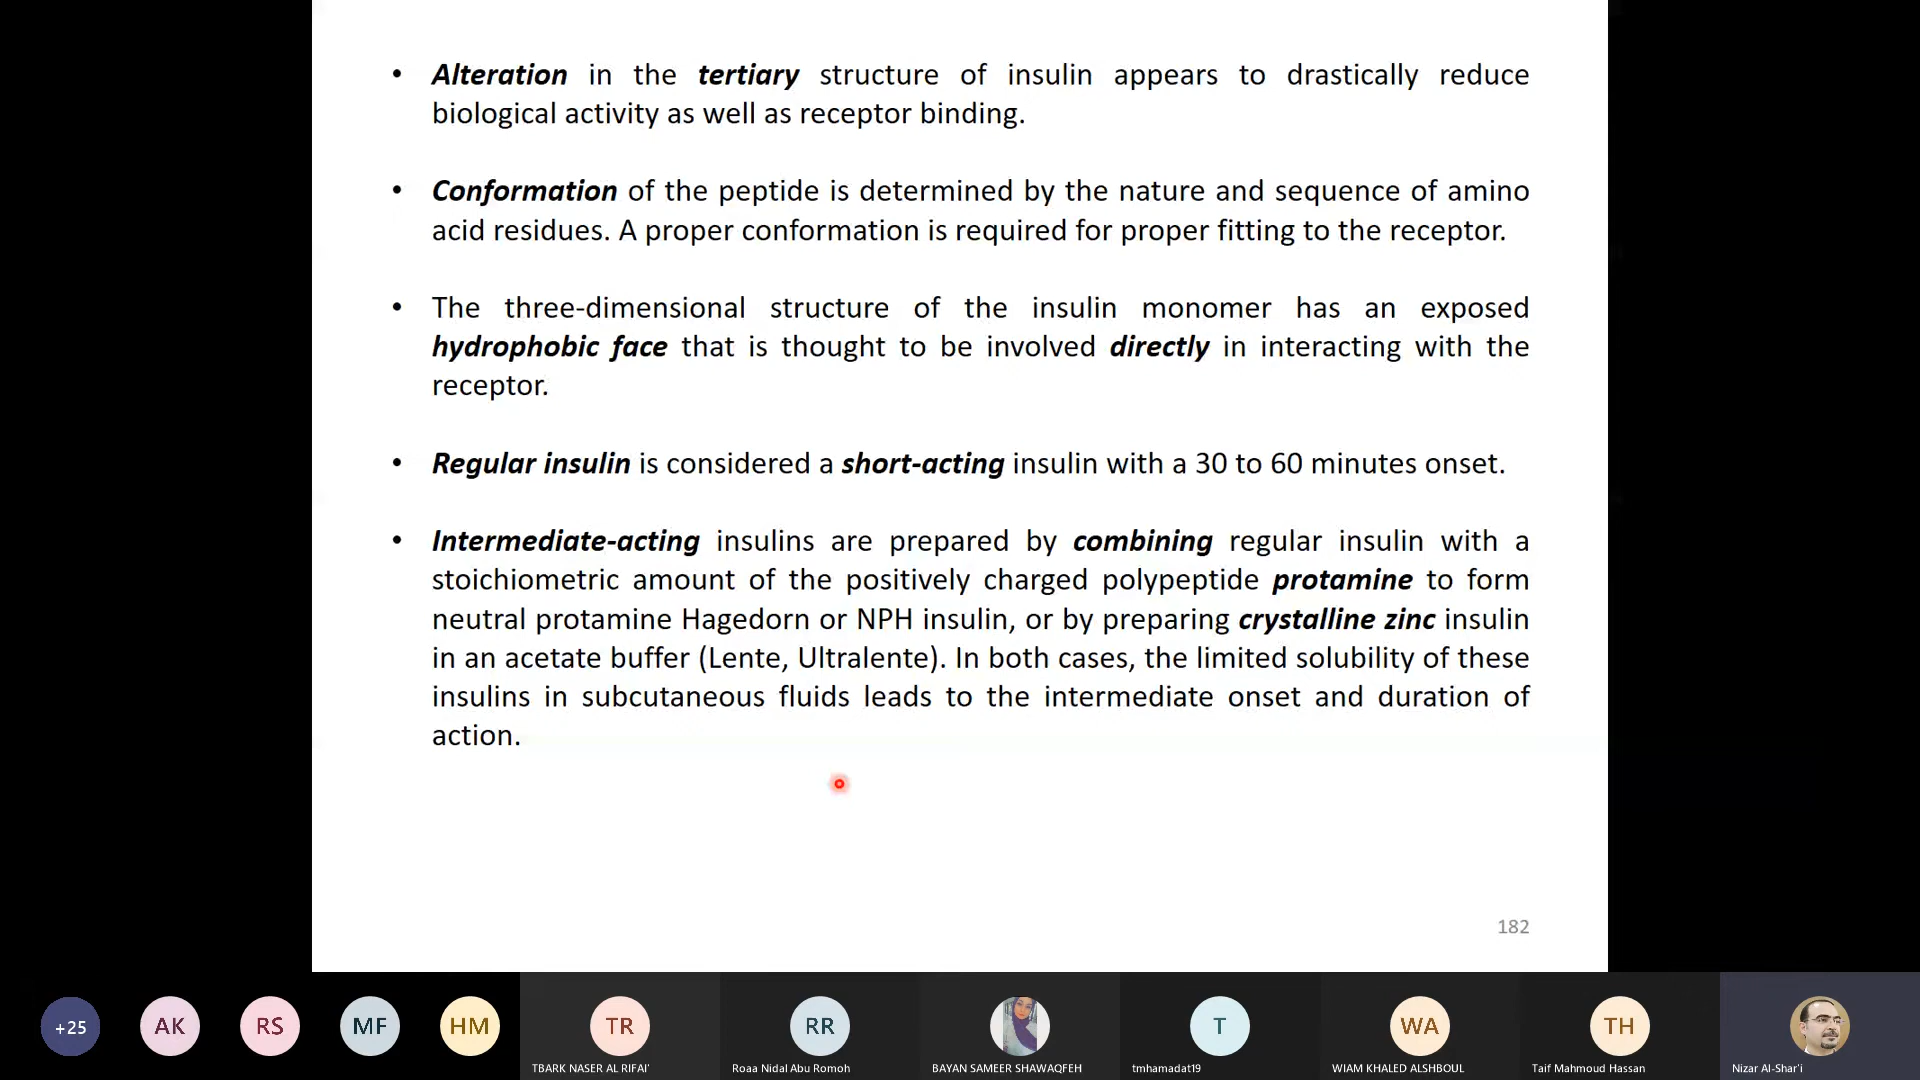 • Alteration in the tertiary structure of insulin appears to drastically reduce
biological activity as well as receptor binding.
• Conformation of the peptide is determined by the nature and sequence of amino
acid residues. A proper conformation is required for proper fitting to the receptor.
• The three-dimensional structure of the insulin monomer has an exposed
hydrophobic face that is thought to be involved directly in interacting with the
receptor.
• Regular insulin is considered a short-acting insulin with a 30 to 60 minutes onset.
• Intermediate-acting insulins are prepared by combining regular insulin with a
stoichiometric amount of the positively charged polypeptide protamine to form
neutral protamine Hagedorn or NPH insulin, or by preparing crystalline zinc insulin
in an acetate buffer (Lente, Ultralente). In both cases, the limited solubility of these
insulins in subcutaneous fluids leads to the intermediate onset and duration of
action.
182
+25 AK RS MF HM TR RR T WA TH
TBARK NASER AL RIFAI' Roaa Nidal Abu Romoh BAYAN SAMEER SHAWAQFEH tmhamadat19 WIAM KHALED ALSHBOUL Taif Mahmoud Hassan Nizar Al-Shar'i